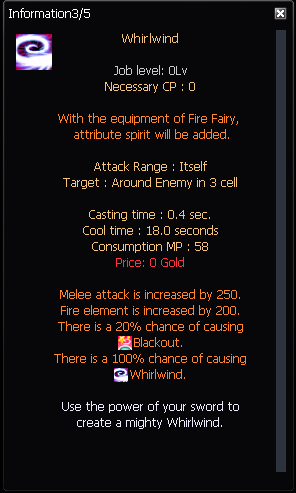 Information3/5
Whirlwind
Job level: 0Lv
Necessary CP : 0
With the equipment of Fire Fairy,
attribute spirit will be added.
Attack Range : Itself
Target : Around Enemy in 3 cell
Casting time : 0.4 sec.
Cool time : 18.0 seconds
Consumption MP : 58
Price: 0 Gold
Melee attack is increased by 250.
Fire element is increased by 200.
There is a 20% chance of causing
Blackout.
There is a 100% chance of causing
Whirlwind.
Use the power of your sword to
create a mighty Whirlwind.